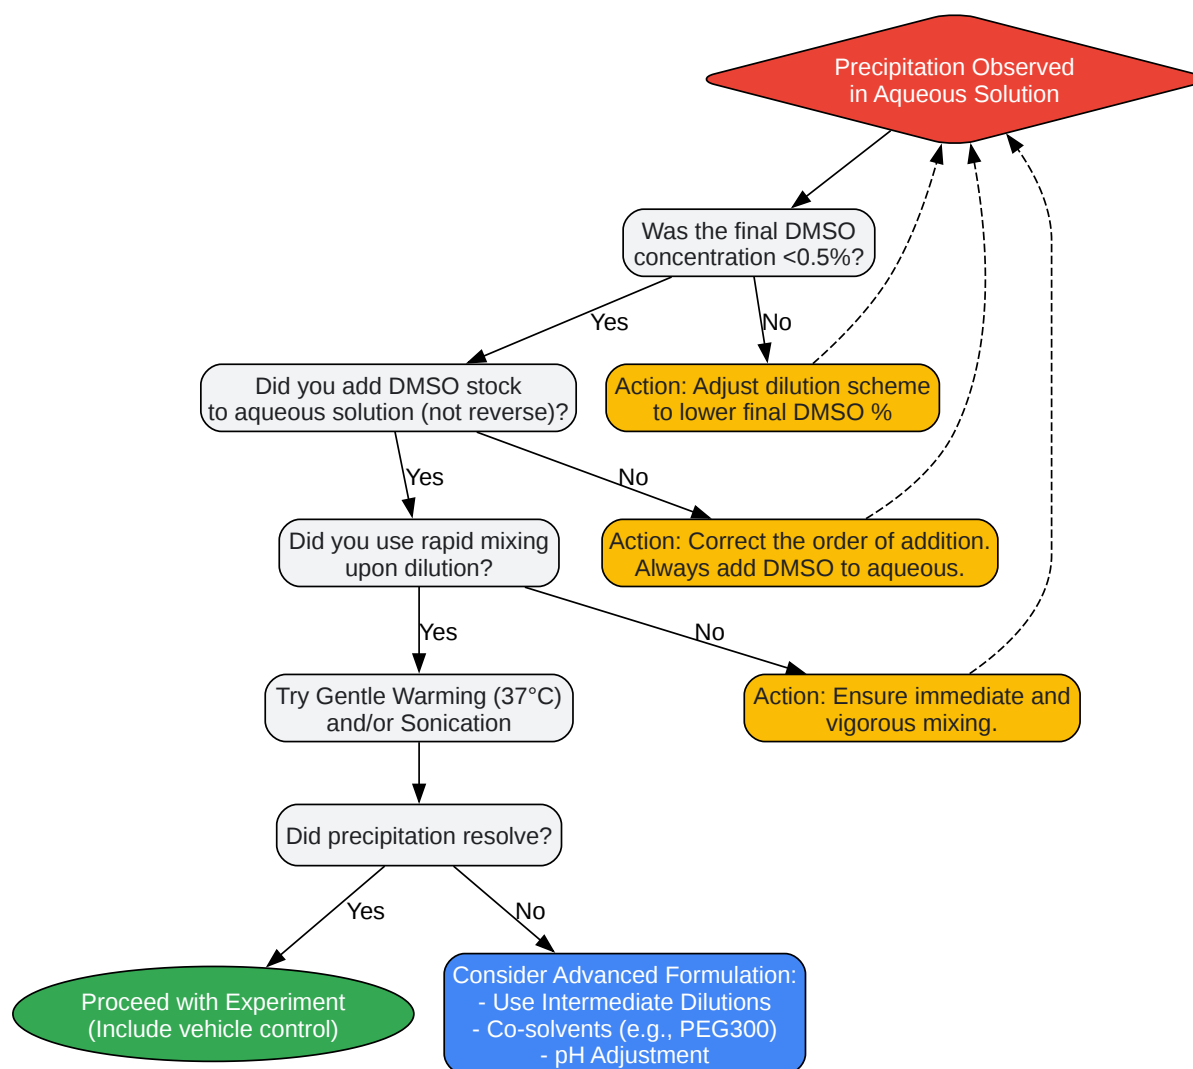 Precipitation Observed
in Aqueous Solution
Was the final DMSO
concentration <0.5%?
Yes
No
Did you add DMSO stock
to aqueous solution (not reverse)?
Action: Adjust dilution scheme
to lower final DMSO %
Yes
No
Did you use rapid mixing
upon dilution?
Action: Correct the order of addition.
Always add DMSO to aqueous.
Yes
No
Try Gentle Warming (37°C)
and/or Sonication
Action: Ensure immediate and
vigorous mixing.
Did precipitation resolve?
Yes
No
Proceed with Experiment
(Include vehicle control)
Consider Advanced Formulation:
- Use Intermediate Dilutions
- Co-solvents (e.g., PEG300)
- pH Adjustment